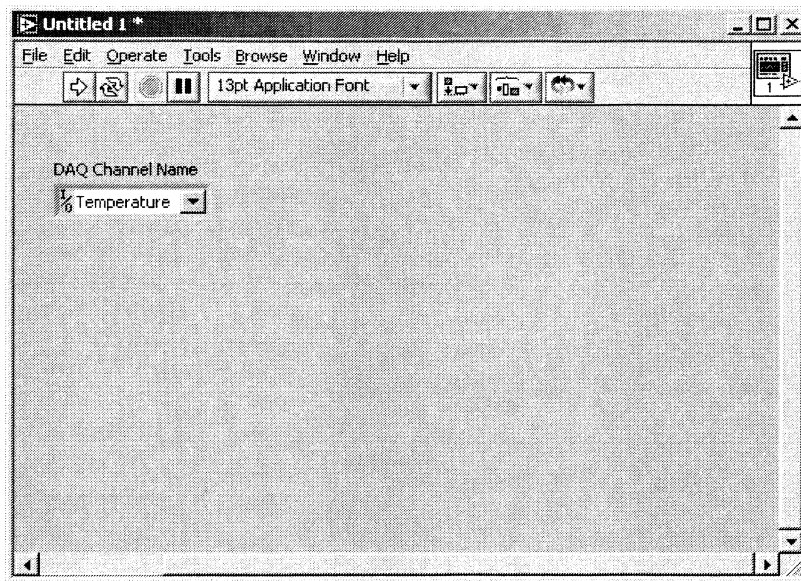 Untitled 1 *
File Edit Operate Tools Browse Window Help
13pt Application Font
1
DAQ Channel Name
I/O Temperature